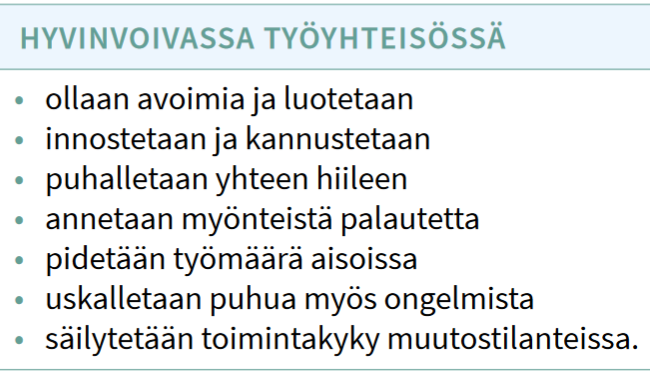 HYVINVOIVASSA TYÖYHTEISÖSSÄ
• ollaan avoimia ja luotetaan
• innostetaan ja kannustetaan
• puhalletaan yhteen hiileen
• annetaan myönteistä palautetta
• pidetään työmäärä aisoissa
• uskalletaan puhua myös ongelmista
• säilytetään toimintakyky muutostilanteissa.